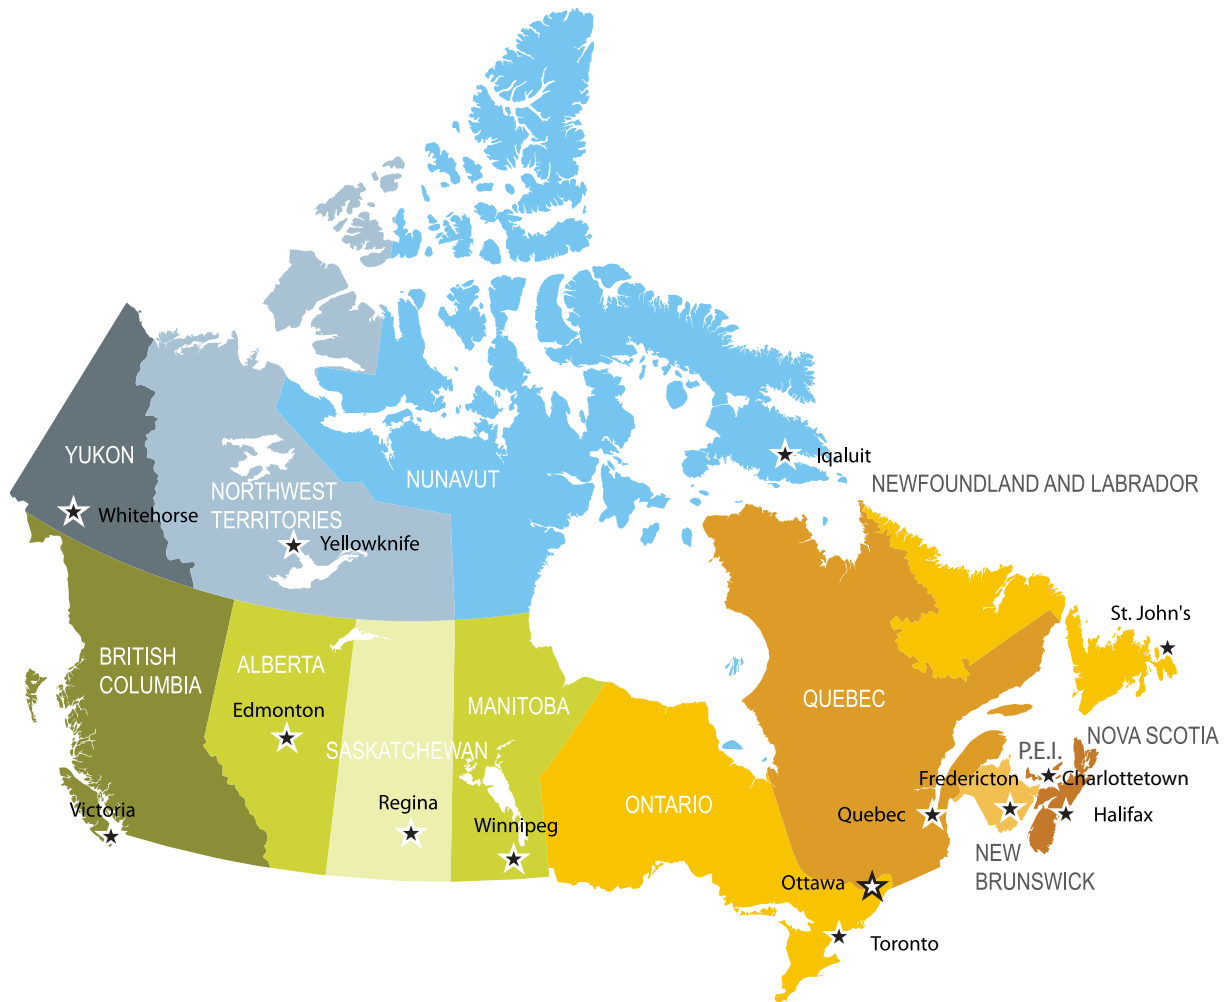 YUKON
Whitehorse
NORTHWEST
TERRITORIES
Yellowknife
NUNAVUT
Iqaluit
NEWFOUNDLAND AND LABRADOR
St. John's
BRITISH
COLUMBIA
Victoria
ALBERTA
Edmonton
SASKATCHEWAN
Regina
MANITOBA
Winnipeg
ONTARIO
Ottawa
Toronto
QUEBEC
Quebec
NOVA SCOTIA
P.E.I.
Fredericton
Charlottetown
Halifax
NEW
BRUNSWICK